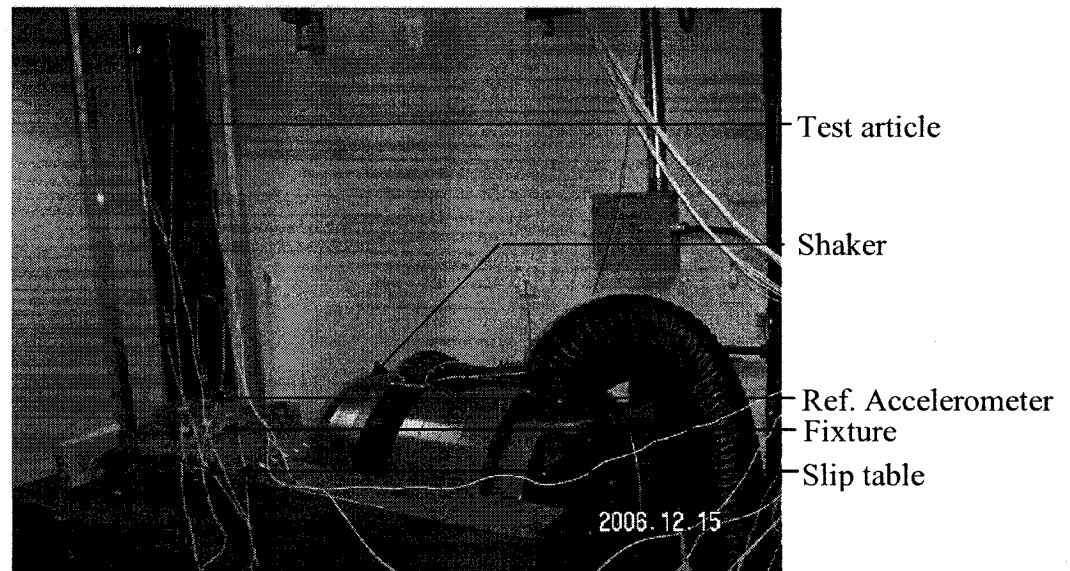 Test article
Shaker
Ref. Accelerometer
Fixture
Slip table
2006.12.15